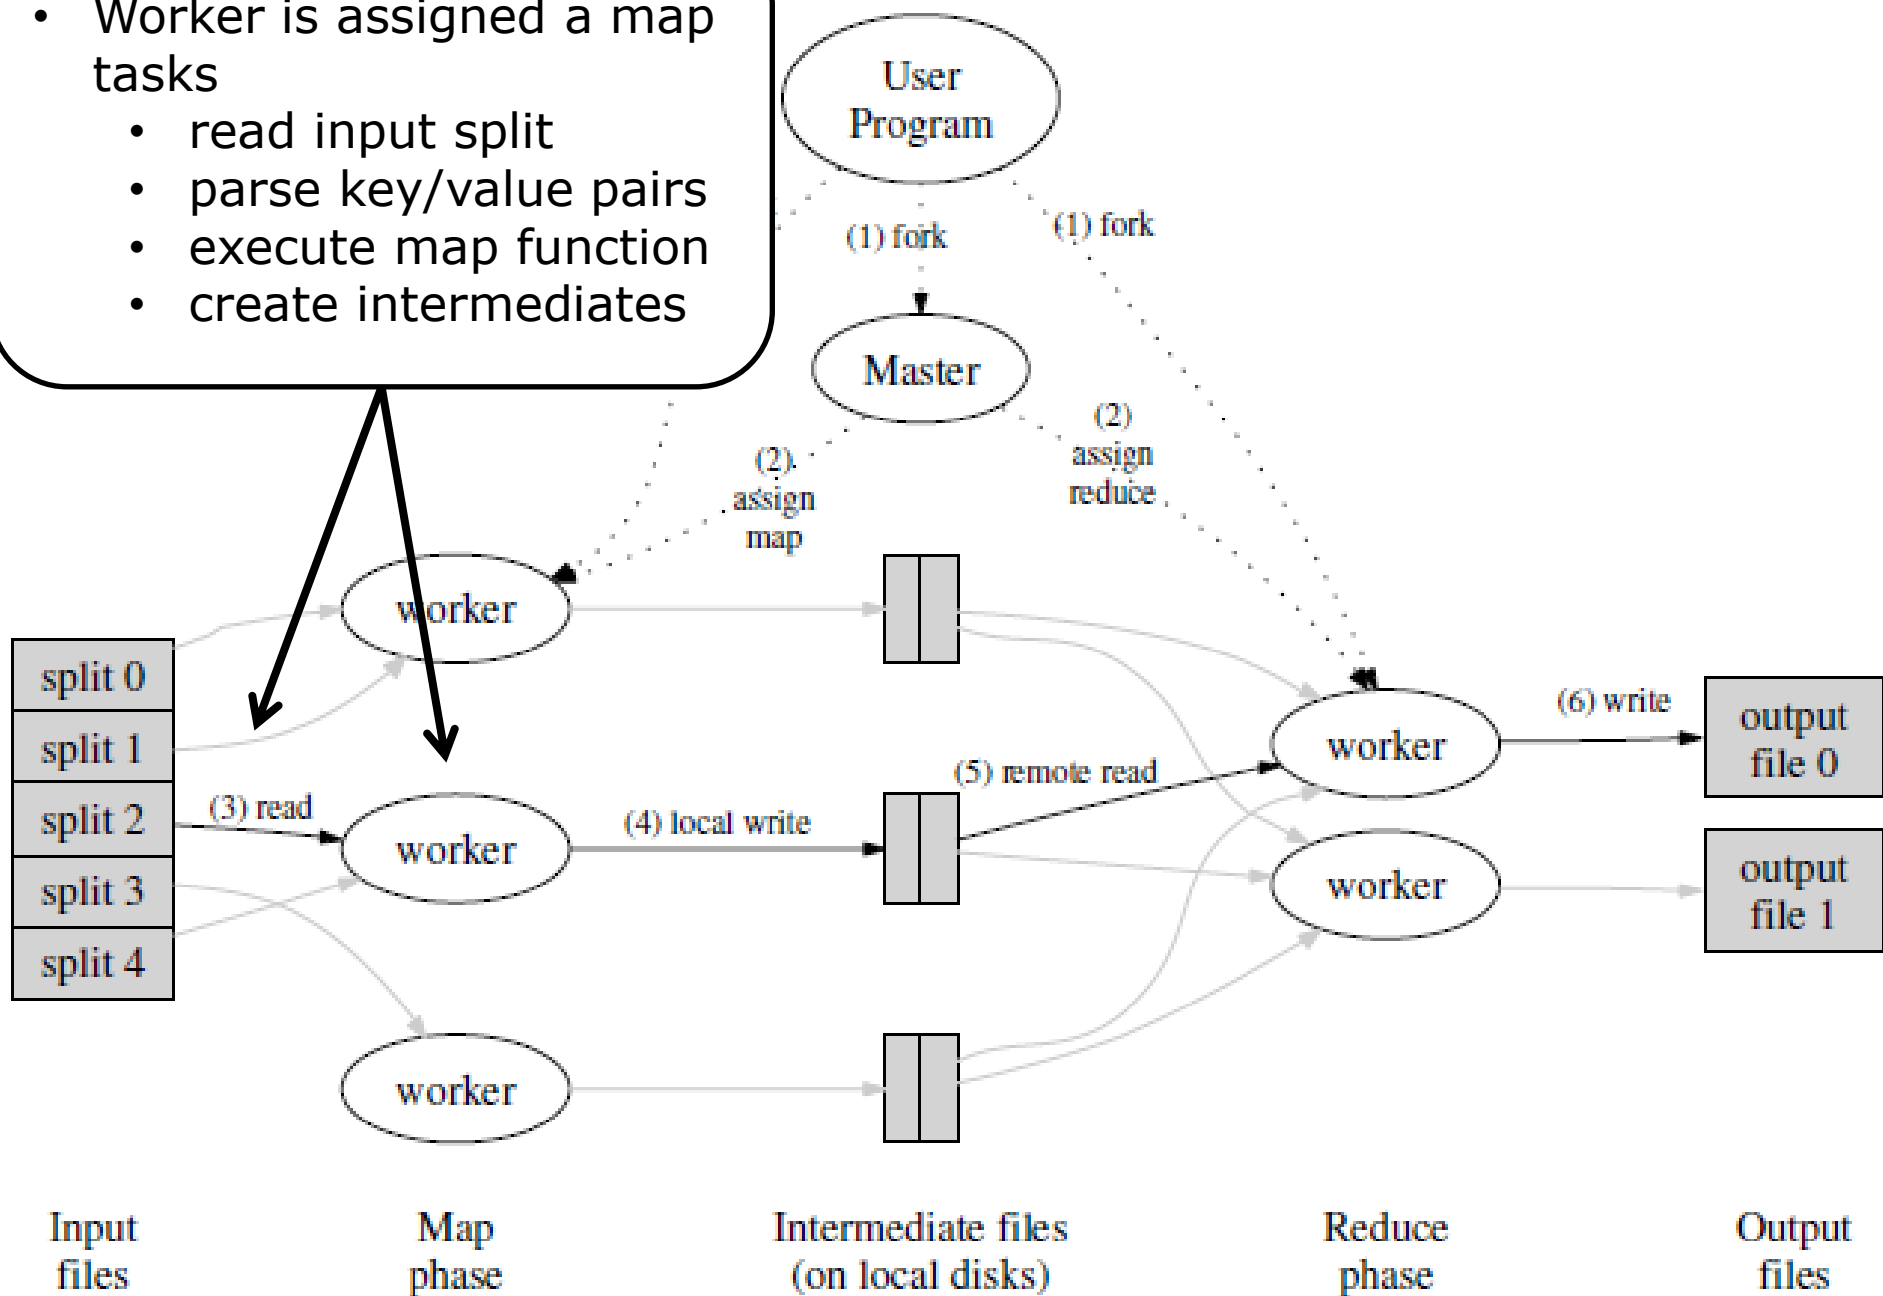 • Worker is assigned a map
tasks
• read input split
• parse key/value pairs
• execute map function
• create intermediates
User
Program
(1) fork
(1) fork
Master
(2)
assign
map
(2)
assign
reduce
worker
split 0
split 1
split 2
split 3
split 4
(3) read
worker
(4) local write
(5) remote read
worker
(6) write
output
file 0
worker
output
file 1
worker
Input
files
Map
phase
Intermediate files
(on local disks)
Reduce
phase
Output
files